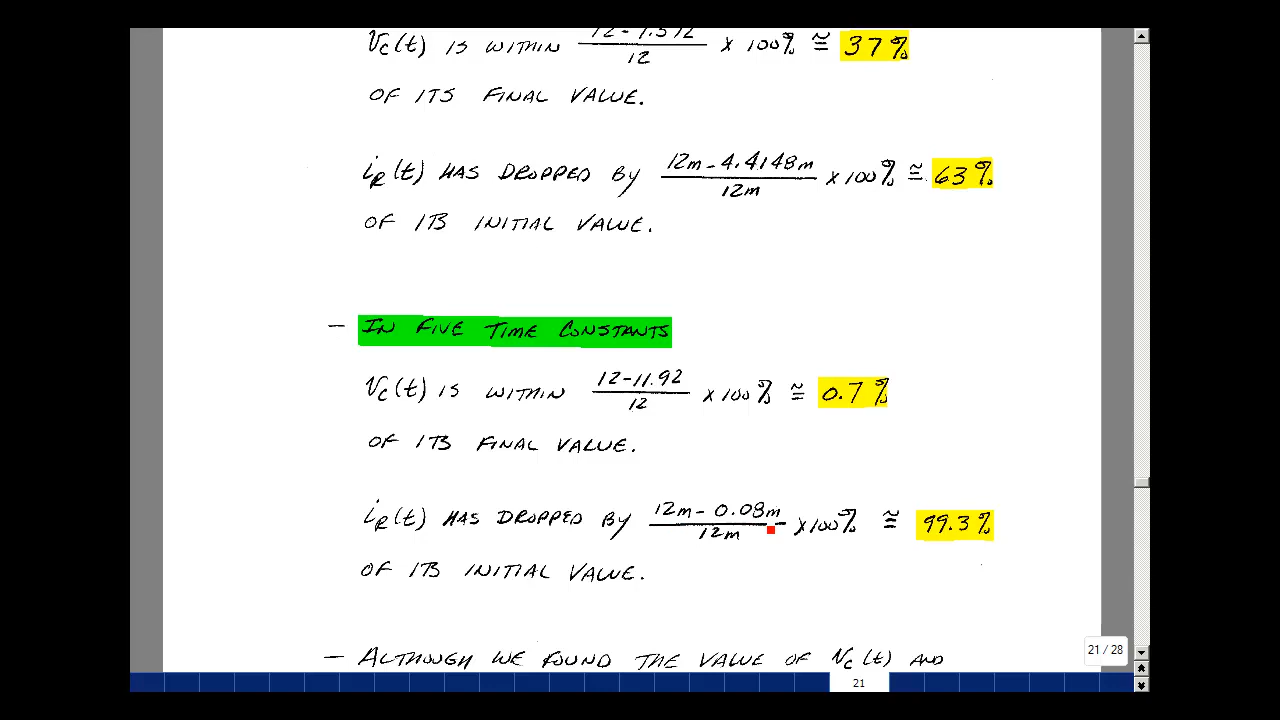 12 - 7.572
Vc(t) IS WITHIN ——— x 100% ≅ 37%
12
OF ITS FINAL VALUE.
12m - 4.4148m
iR(t) HAS DROPPED BY ——— x 100% ≅ 63%
12m
OF ITS INITIAL VALUE.
- IN FIVE TIME CONSTANTS
12 - 11.92
Vc(t) IS WITHIN ——— x 100% ≅ 0.7%
12
OF ITS FINAL VALUE.
12m - 0.08m
iR(t) HAS DROPPED BY ——— x 100% ≅ 99.3%
12m
OF ITS INITIAL VALUE.
- ALTHOUGH WE FOUND THE VALUE OF Vc(t) AND
21 / 28
21